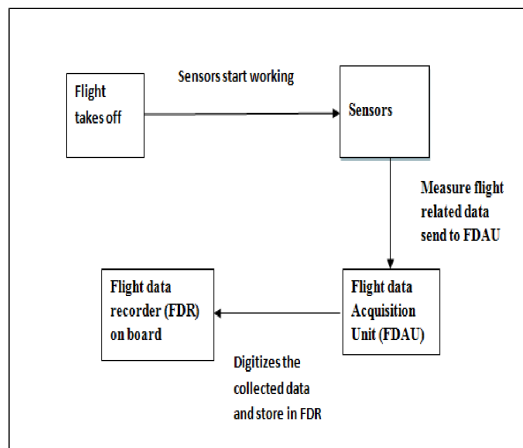 Sensors start working
Flight
takes off
Sensors
Measure flight
related data
send to FDAU
Flight data
Acquisition
Unit (FDAU)
Digitizes the
collected data
and store in FDR
Flight data
recorder (FDR)
on board